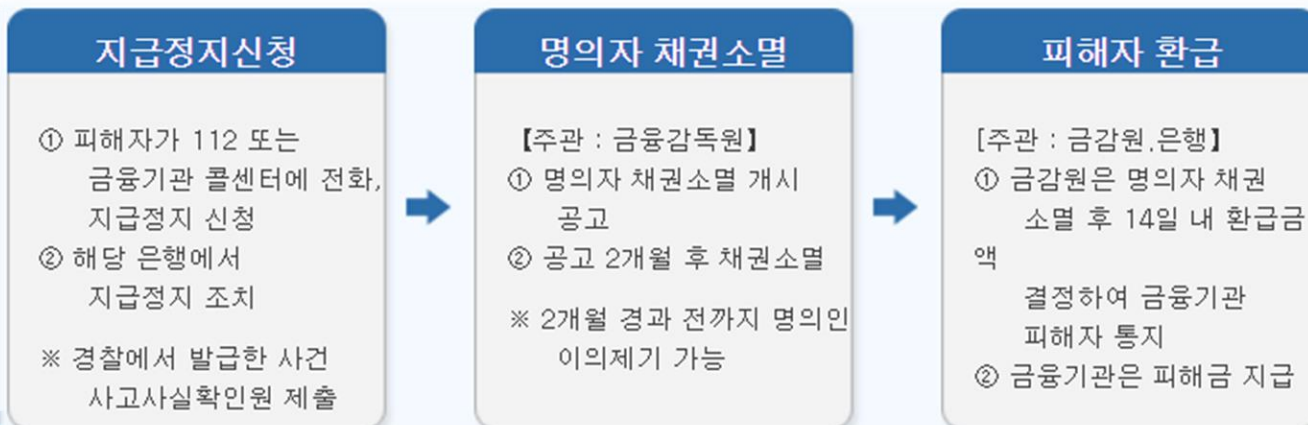 지급정지신청
① 피해자가 112 또는
금융기관 콜센터에 전화,
지급정지 신청
② 해당 은행에서
지급정지 조치
※ 경찰에서 발급한 사건
사고사실확인원 제출
명의자 채권소멸
【주관 : 금융감독원】
① 명의자 채권소멸 개시
공고
② 공고 2개월 후 채권소멸
※ 2개월 경과 전까지 명의인
이의제기 가능
피해자 환급
[주관 : 금감원.은행】
① 금감원은 명의자 채권
소멸 후 14일 내 환급금
액
결정하여 금융기관
피해자 통지
② 금융기관은 피해금 지급